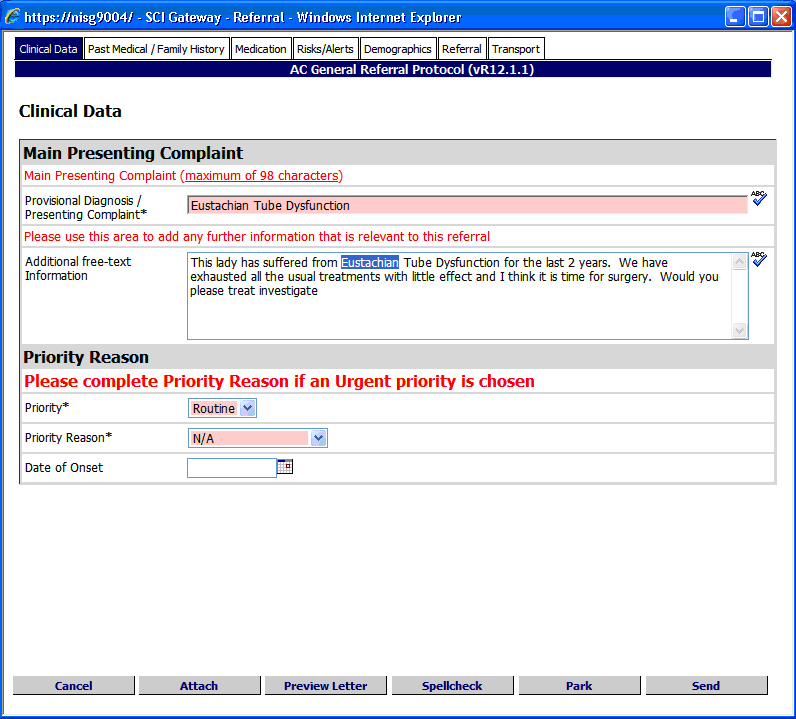 https://nisg9004/ - SCI Gateway - Referral - Windows Internet Explorer
Clinical Data Past Medical / Family History Medication Risks/Alerts Demographics Referral Transport
AC General Referral Protocol (vR12.1.1)
Clinical Data
Main Presenting Complaint
Main Presenting Complaint (maximum of 98 characters)
Provisional Diagnosis /
Presenting Complaint*
Eustachian Tube Dysfunction
ABC
Please use this area to add any further information that is relevant to this referral
Additional free-text
Information
This lady has suffered from Eustachian Tube Dysfunction for the last 2 years. We have
exhausted all the usual treatments with little effect and I think it is time for surgery. Would you
please treat investigate
ABC
Priority Reason
Please complete Priority Reason if an Urgent priority is chosen
Priority* Routine
Priority Reason* N/A
Date of Onset
Cancel Attach Preview Letter Spellcheck Park Send